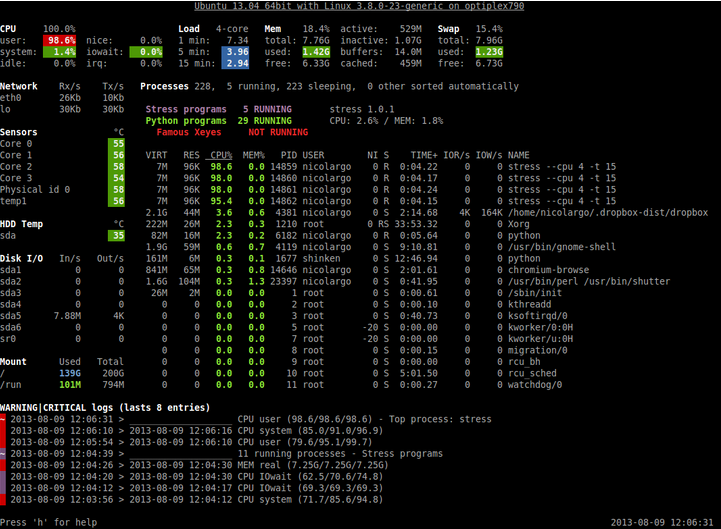 Ubuntu 13.04 64bit with Linux 3.8.0-23-generic on optiplex790
CPU 100.0% Load 4-core Mem 18.4% active: 529M Swap 15.4%
user: 98.6% nice: 0.0% 1 min: 7.34 total: 7.76G inactive: 1.07G total: 7.96G
system: 1.4% iowait: 0.0% 5 min: 3.96 used: 1.42G buffers: 14.0M used: 1.23G
idle: 0.0% irq: 0.0% 15 min: 2.94 free: 6.33G cached: 459M free: 6.73G
Network Rx/s Tx/s Processes 228, 5 running, 223 sleeping, 0 other sorted automatically
eth0 26Kb 10Kb
lo 30Kb 30Kb Stress programs 5 RUNNING stress 1.0.1
Python programs 29 RUNNING CPU: 2.6% / MEM: 1.8%
Sensors °C Famous Xeyes NOT RUNNING
Core 0 55
Core 1 56 VIRT RES CPU% MEM% PID USER NI S TIME+ IOR/s IOW/s NAME
Core 2 58 7M 96K 98.6 0.0 14859 nicolargo 0 R 0:04.22 0 0 stress --cpu 4 -t 15
Core 3 54 7M 96K 98.0 0.0 14860 nicolargo 0 R 0:04.17 0 0 stress --cpu 4 -t 15
Physical id 0 58 7M 96K 98.0 0.0 14861 nicolargo 0 R 0:04.24 0 0 stress --cpu 4 -t 15
temp1 56 7M 96K 95.4 0.0 14862 nicolargo 0 R 0:04.15 0 0 stress --cpu 4 -t 15
2.1G 44M 3.6 0.6 4381 nicolargo 0 S 2:14.68 4K 164K /home/nicolargo/.dropbox-dist/dropbox
HDD Temp °C 222M 26M 2.3 0.3 1210 root 0 RS 33:53.32 0 0 Xorg
sda 35 82M 16M 2.3 0.2 6182 nicolargo 0 R 0:05.64 0 0 python
1.9G 59M 0.6 0.7 4119 nicolargo 0 S 9:10.81 0 0 /usr/bin/gnome-shell
Disk I/O In/s Out/s 161M 6M 0.3 0.1 1677 shinken 0 S 12:46.94 0 0 python
sda1 0 0 841M 65M 0.3 0.8 14646 nicolargo 0 S 2:01.61 0 0 chromium-browse
sda2 0 0 1.6G 104M 0.3 1.3 23397 nicolargo 0 S 0:41.95 0 0 /usr/bin/perl /usr/bin/shutter
sda3 0 0 26M 2M 0.0 0.0 1 root 0 S 0:00.61 0 0 /sbin/init
sda4 0 0 0 0 0.0 0.0 2 root 0 S 0:00.10 0 0 kthreadd
sda5 7.88M 4K 0 0 0.0 0.0 3 root 0 S 0:40.73 0 0 ksoftirqd/0
sda6 0 0 0 0 0.0 0.0 5 root -20 S 0:00.00 0 0 kworker/0:0H
sr0 0 0 0 0 0.0 0.0 7 root -20 S 0:00.00 0 0 kworker/u:0H
0 0 0.0 0.0 8 root 0 S 0:00.15 0 0 migration/0
Mount Used Total 0 0 0.0 0.0 9 root 0 S 0:00.00 0 0 rcu_bh
/ 139G 200G 0 0 0.0 0.0 10 root 0 S 5:01.50 0 0 rcu_sched
/run 101M 794M 0 0 0.0 0.0 11 root 0 S 0:00.27 0 0 watchdog/0
WARNING|CRITICAL logs (lasts 8 entries)
~ 2013-08-09 12:06:31 > ___________________ CPU user (98.6/98.6/98.6) - Top process: stress
2013-08-09 12:06:10 > 2013-08-09 12:06:16 CPU system (85.0/91.0/96.9)
2013-08-09 12:05:54 > 2013-08-09 12:06:10 CPU user (79.6/95.1/99.7)
~ 2013-08-09 12:04:39 > ___________________ 11 running processes - Stress programs
2013-08-09 12:04:26 > 2013-08-09 12:04:30 MEM real (7.25G/7.25G/7.25G)
2013-08-09 12:04:20 > 2013-08-09 12:04:30 CPU IOwait (62.5/70.6/74.8)
2013-08-09 12:04:12 > 2013-08-09 12:04:17 CPU IOwait (69.3/69.3/69.3)
2013-08-09 12:03:56 > 2013-08-09 12:04:12 CPU system (71.7/85.6/94.8)
Press 'h' for help 2013-08-09 12:06:31